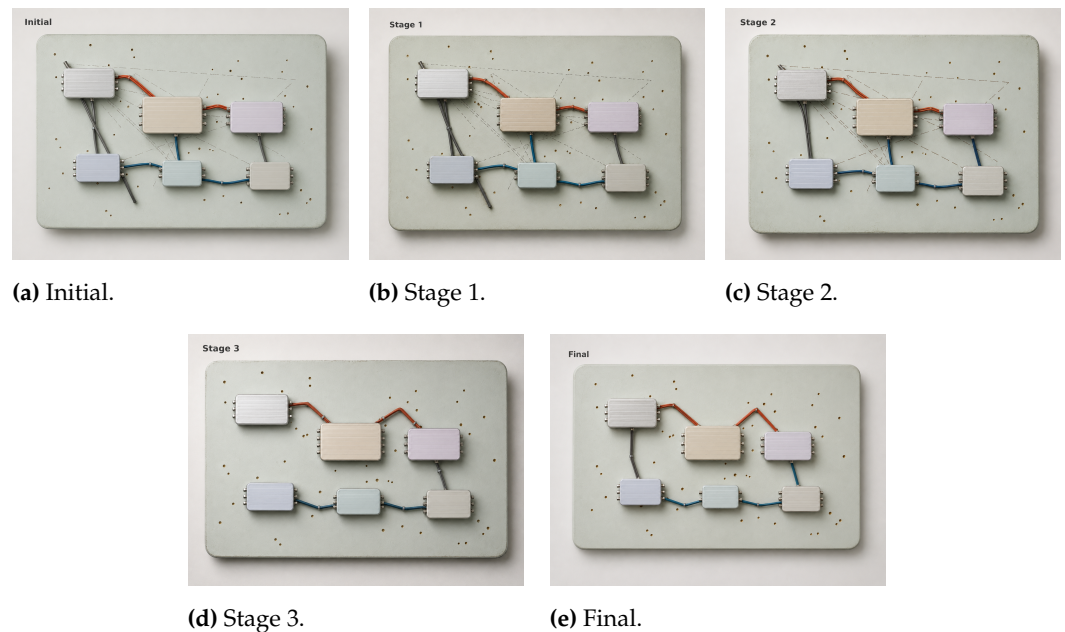 Initial
Stage 1
Stage 2
(a) Initial.
(b) Stage 1.
(c) Stage 2.
Stage 3
Final
(d) Stage 3.
(e) Final.